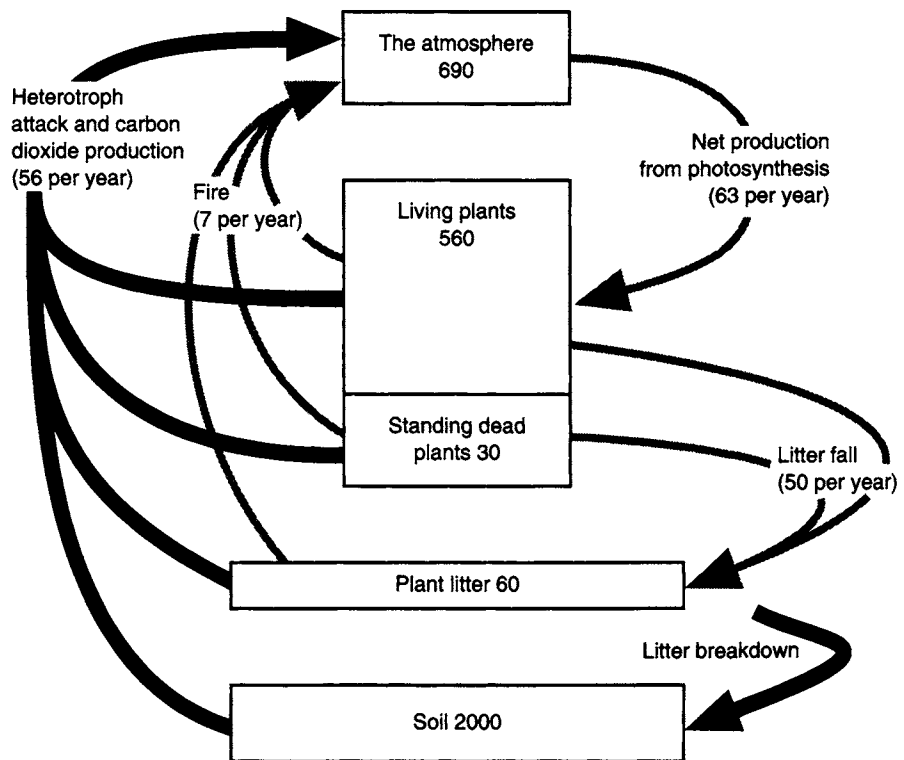 The atmosphere
690
Heterotroph
attack and carbon
dioxide production
(56 per year)
Net production
from photosynthesis
(63 per year)
Fire
(7 per year)
Living plants
560
Standing dead
plants 30
Litter fall
(50 per year)
Plant litter 60
Litter breakdown
Soil 2000